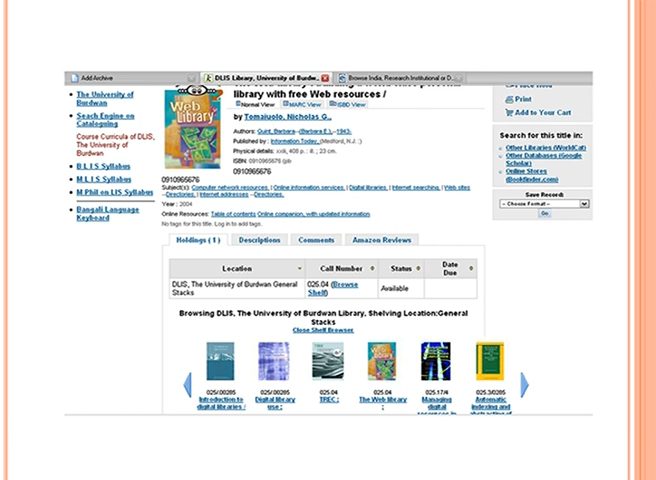 Add Archive
DLIS Library, University of Burdw..
Browse India, Research Institutional or D...
The University of
Burdwan
Seach Engine on
Cataloguing
Course Curricula of DLIS,
The University of
Burdwan
B L I S Syllabus
M L I S Syllabus
M Phil on LIS Syllabus
Bangali Language
Keyboard
Web
Library
library with free Web resources /
Normal View MARC View ISBD View
by Tomaiuolo, Nicholas G..
Authors: Quint, Barbara--(Barbara E.),--1943-
Published by : Information Today, (Medford, N.J. :)
Physical details: xxiii, 408 p. : ill. ; 23 cm.
ISBN: 0910965676 (pb
0910965676
0910965676
Subject(s): Computer network resources. | Online information services. | Digital libraries. | Internet searching. | Web sites
--Directories. | Internet addresses --Directories.
Year : 2004
Online Resources: Table of contents Online companion, with updated information
No tags for this title. Log in to add tags.
Print
Add to Your Cart
Search for this title in:
Other Libraries (WorldCat)
Other Databases (Google
Scholar)
Online Stores
(Bookfinder.com)
Save Record:
-- Choose Format --
Go
Holdings ( 1 ) Descriptions Comments Amazon Reviews
Location Call Number Status Date
Due
DLIS, The University of Burdwan General
Stacks
025.04 (Browse
Shelf)
Available
Browsing DLIS, The University of Burdwan Library, Shelving Location:General
Stacks
Close Shelf Browser
025/.00285
Introduction to
digital libraries /
025/.00285
Digital library
use :
025.04
TREC :
025.04
The Web library
:
025.17/4
Managing
digital
025.3/0285
Automatic
indexing and